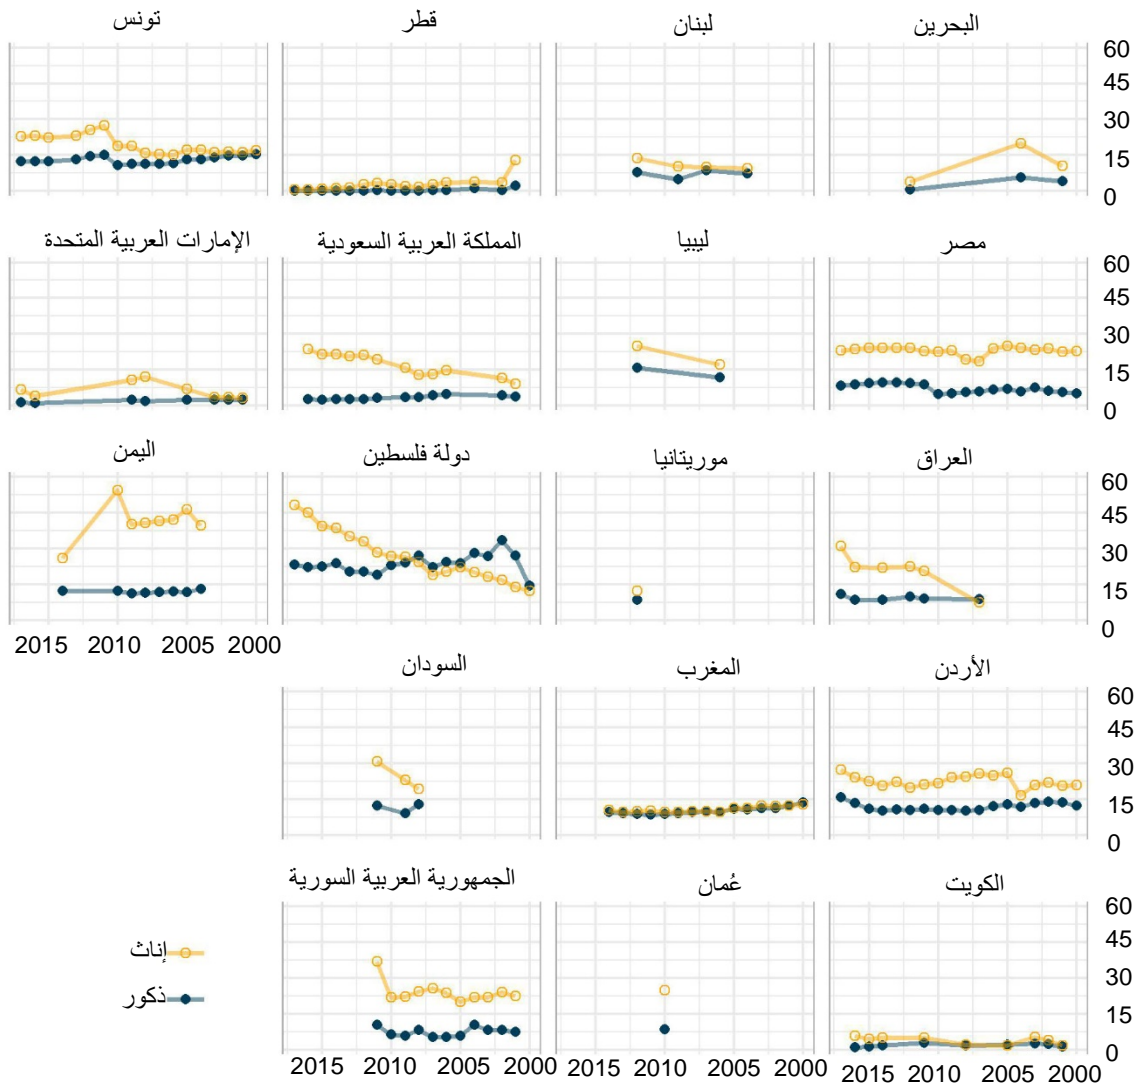 البحرين لبنان قطر تونس
60
45
30
15
0
مصر ليبيا المملكة العربية السعودية الإمارات العربية المتحدة
60
45
30
15
0
العراق موريتانيا دولة فلسطين اليمن
60
45
30
15
0
2015 2010 2005 2000
الأردن المغرب السودان
60
45
30
15
0
الكويت عُمان الجمهورية العربية السورية
60
45
30
15
0
إناث
ذكور
2015 2010 2005 2000 2015 2010 2005 2000 2015 2010 2005 2000